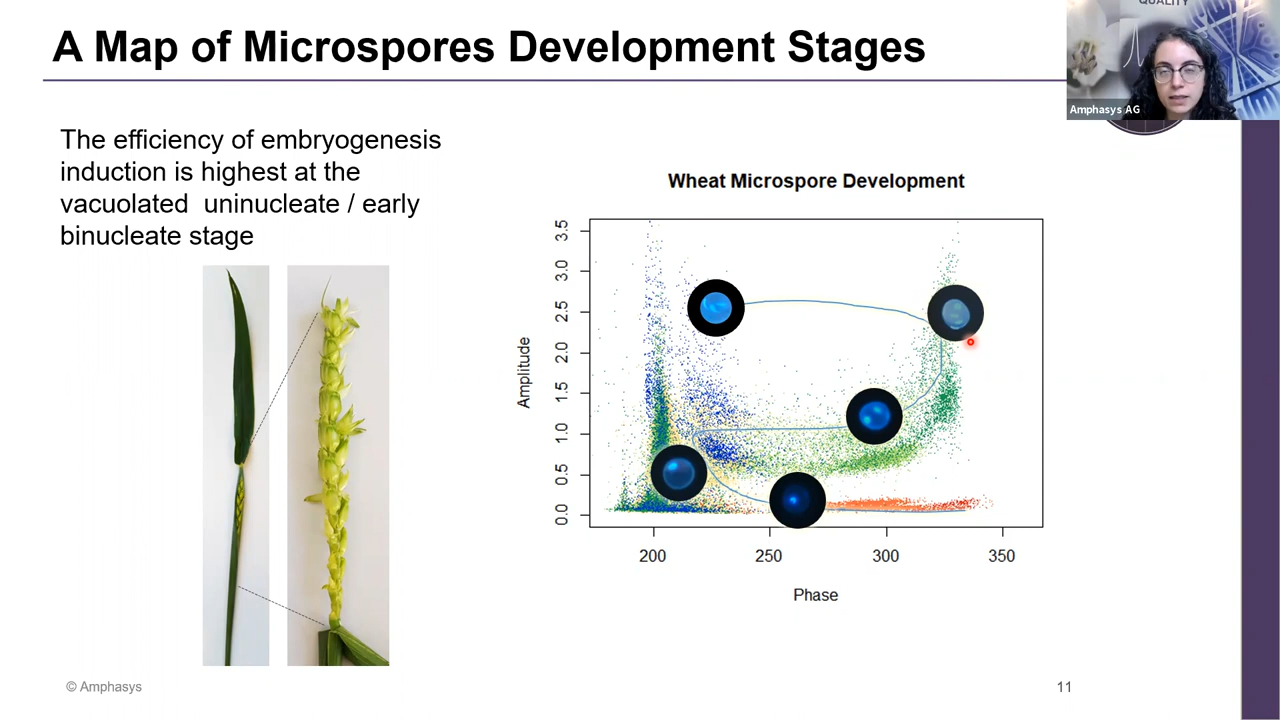 A Map of Microspores Development Stages
QUALITY
Amphasys AG
The efficiency of embryogenesis
induction is highest at the
vacuolated uninucleate / early
binucleate stage
Wheat Microspore Development
Amplitude
3.5
3.0
2.5
2.0
1.5
1.0
0.5
0.0
200 250 300 350
Phase
© Amphasys
11